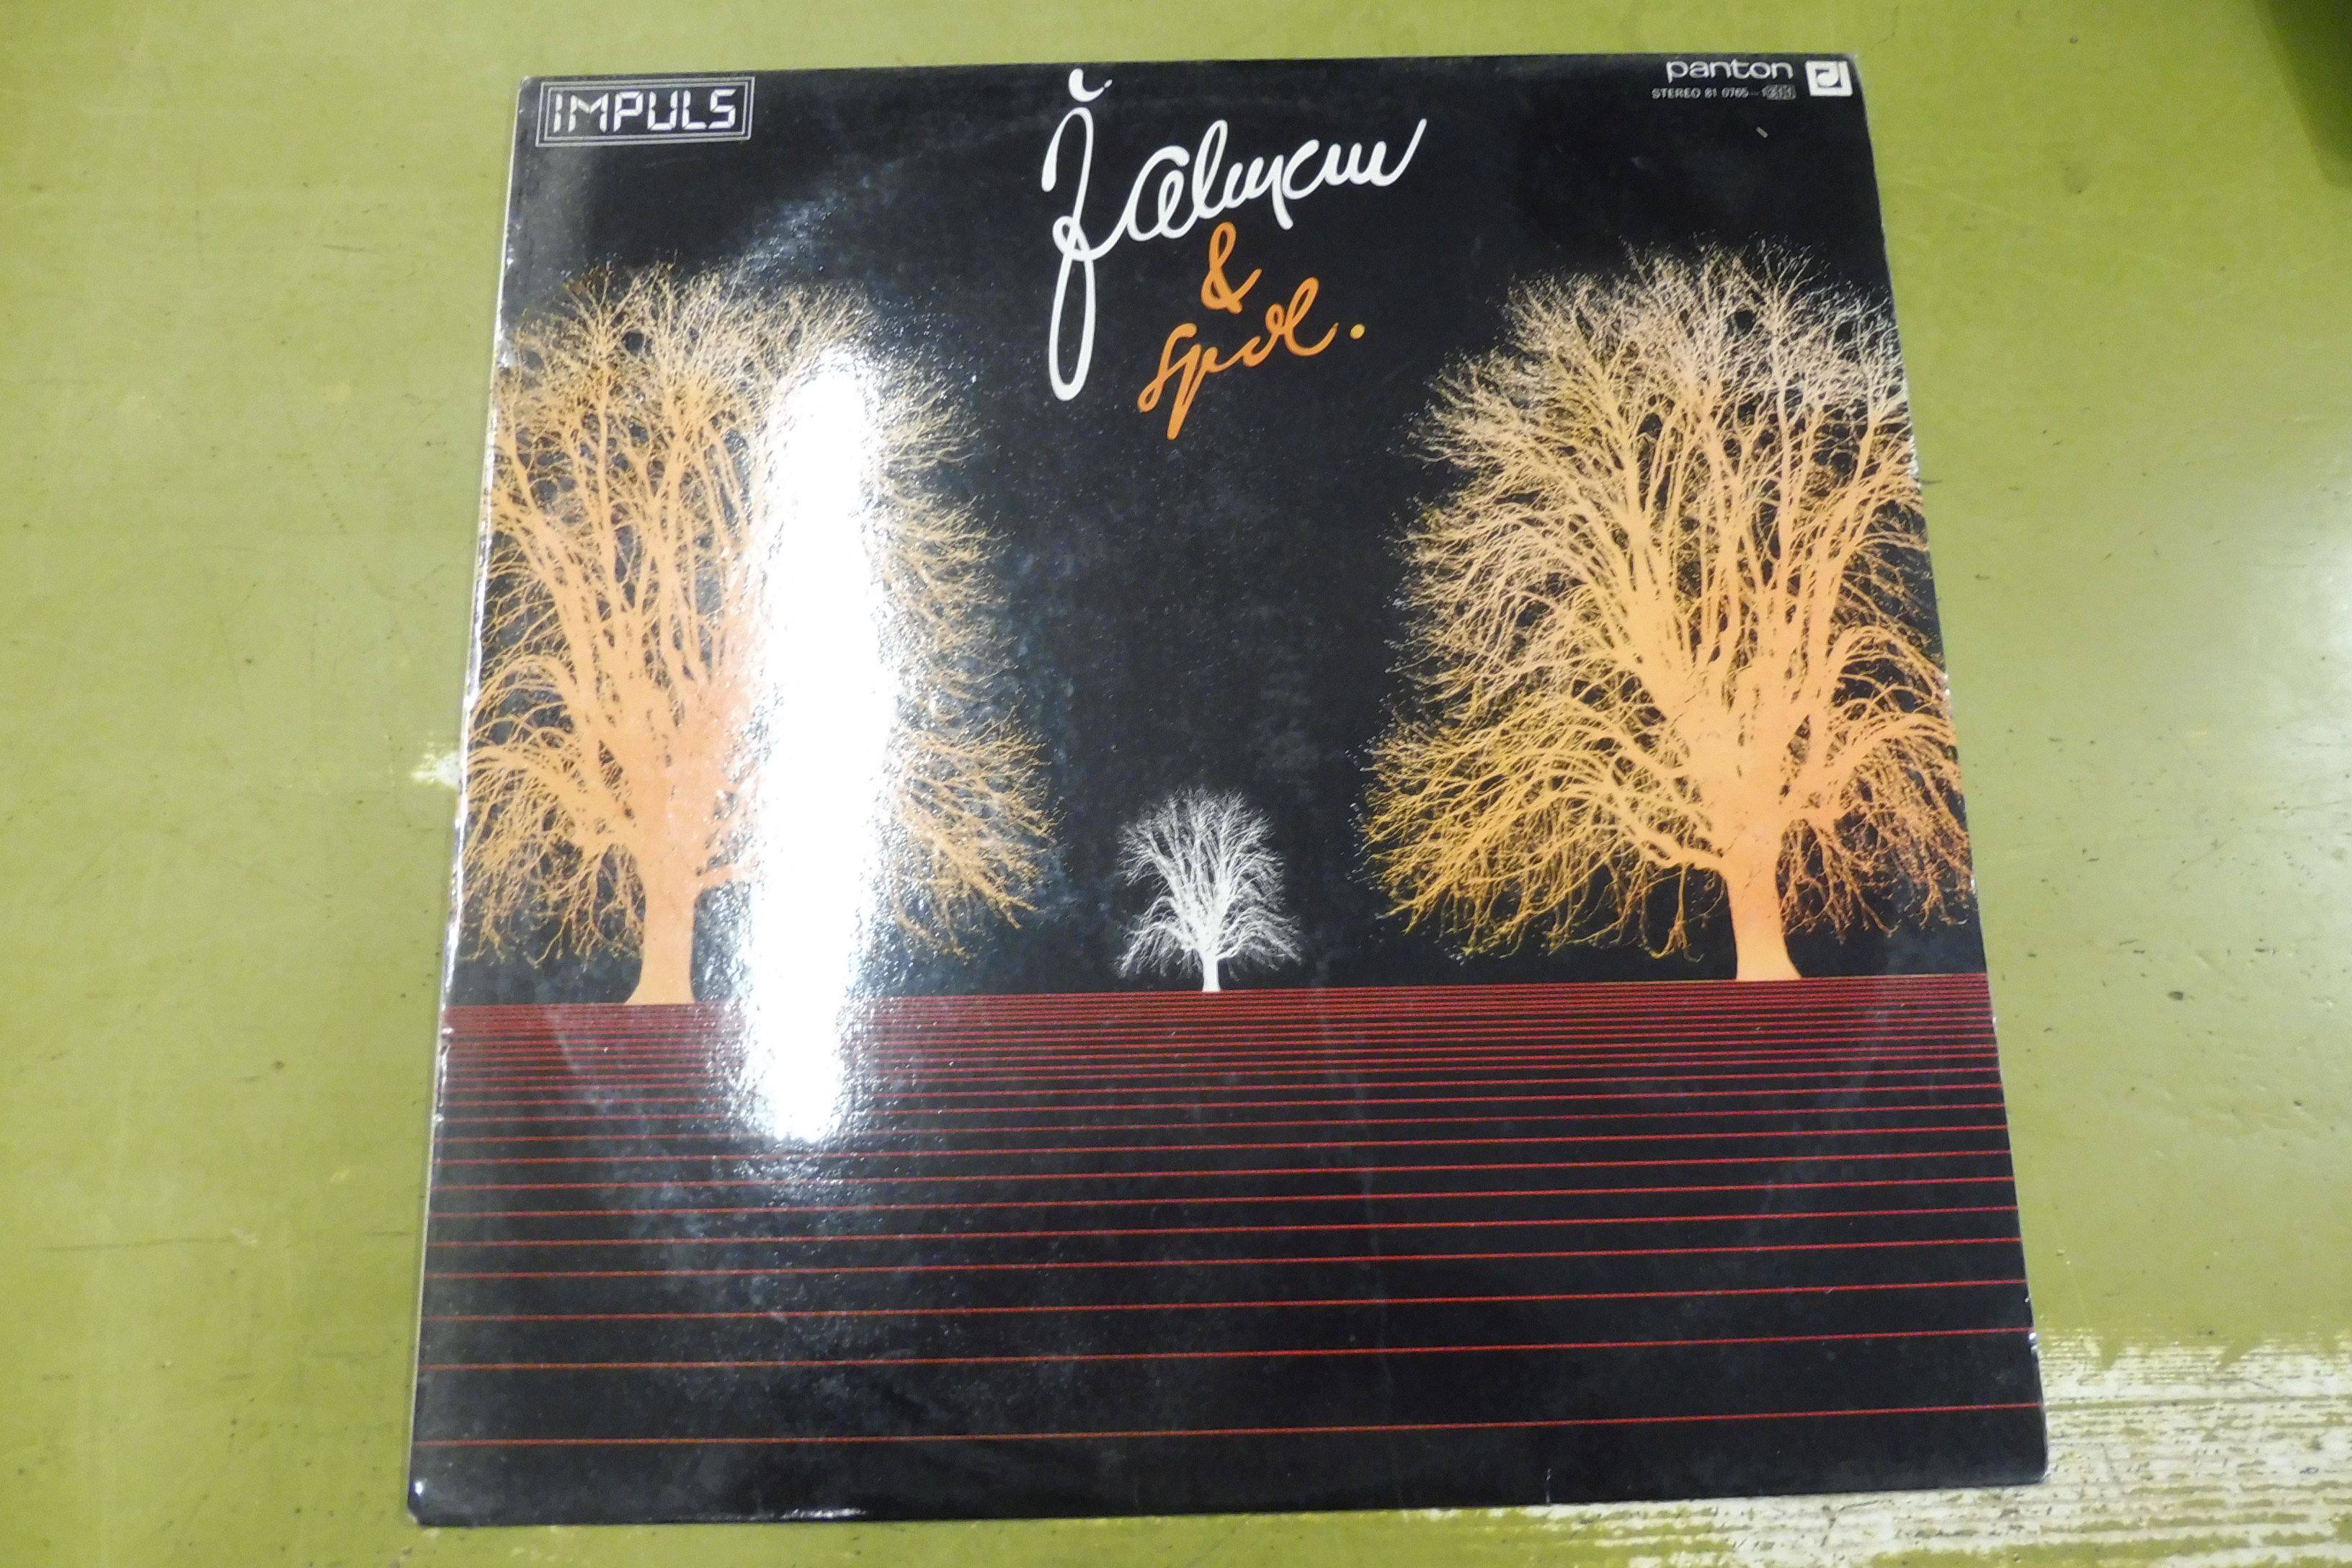 IMPULS
panton
STEREO 81 0765
Žalman
&
spol.